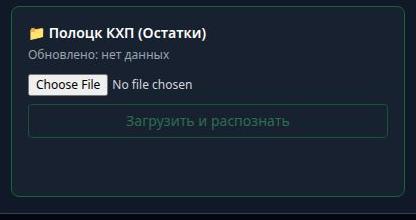 📁 Полоцк КХП (Остатки)
Обновлено: нет данных
Choose File No file chosen
Загрузить и распознать